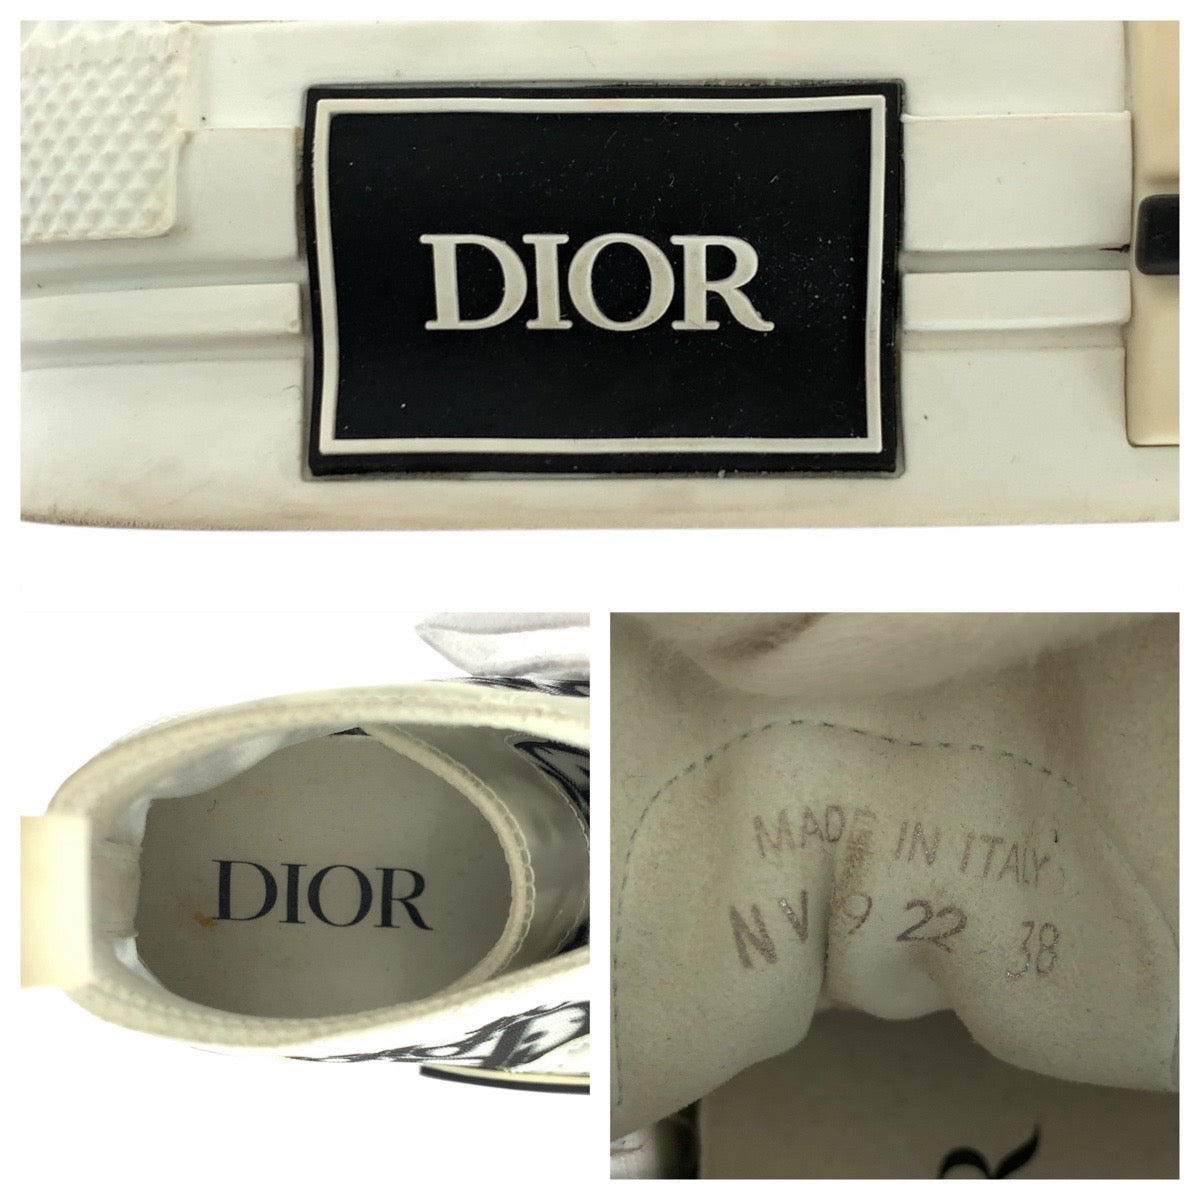 DIOR
DIOR
MADE IN ITALY
NV 9 22 38
R